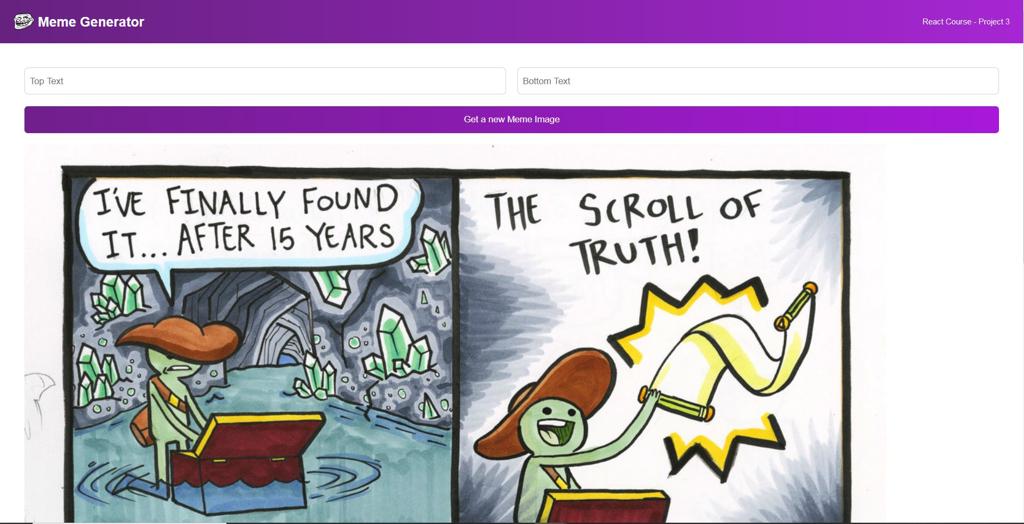 Meme Generator
React Course - Project 3
Top Text
Bottom Text
Get a new Meme Image
I'VE FINALLY FOUND
IT... AFTER 15 YEARS
THE SCROLL OF
TRUTH!